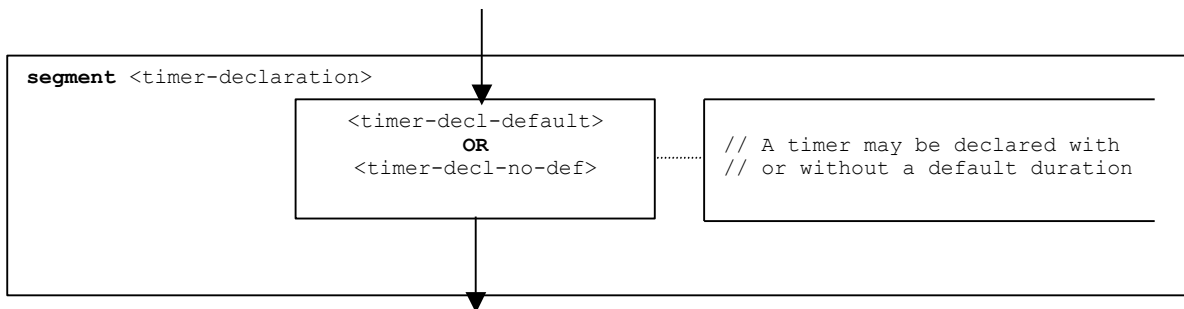 segment <timer-declaration>
<timer-decl-default>
OR
<timer-decl-no-def>
// A timer may be declared with
// or without a default duration